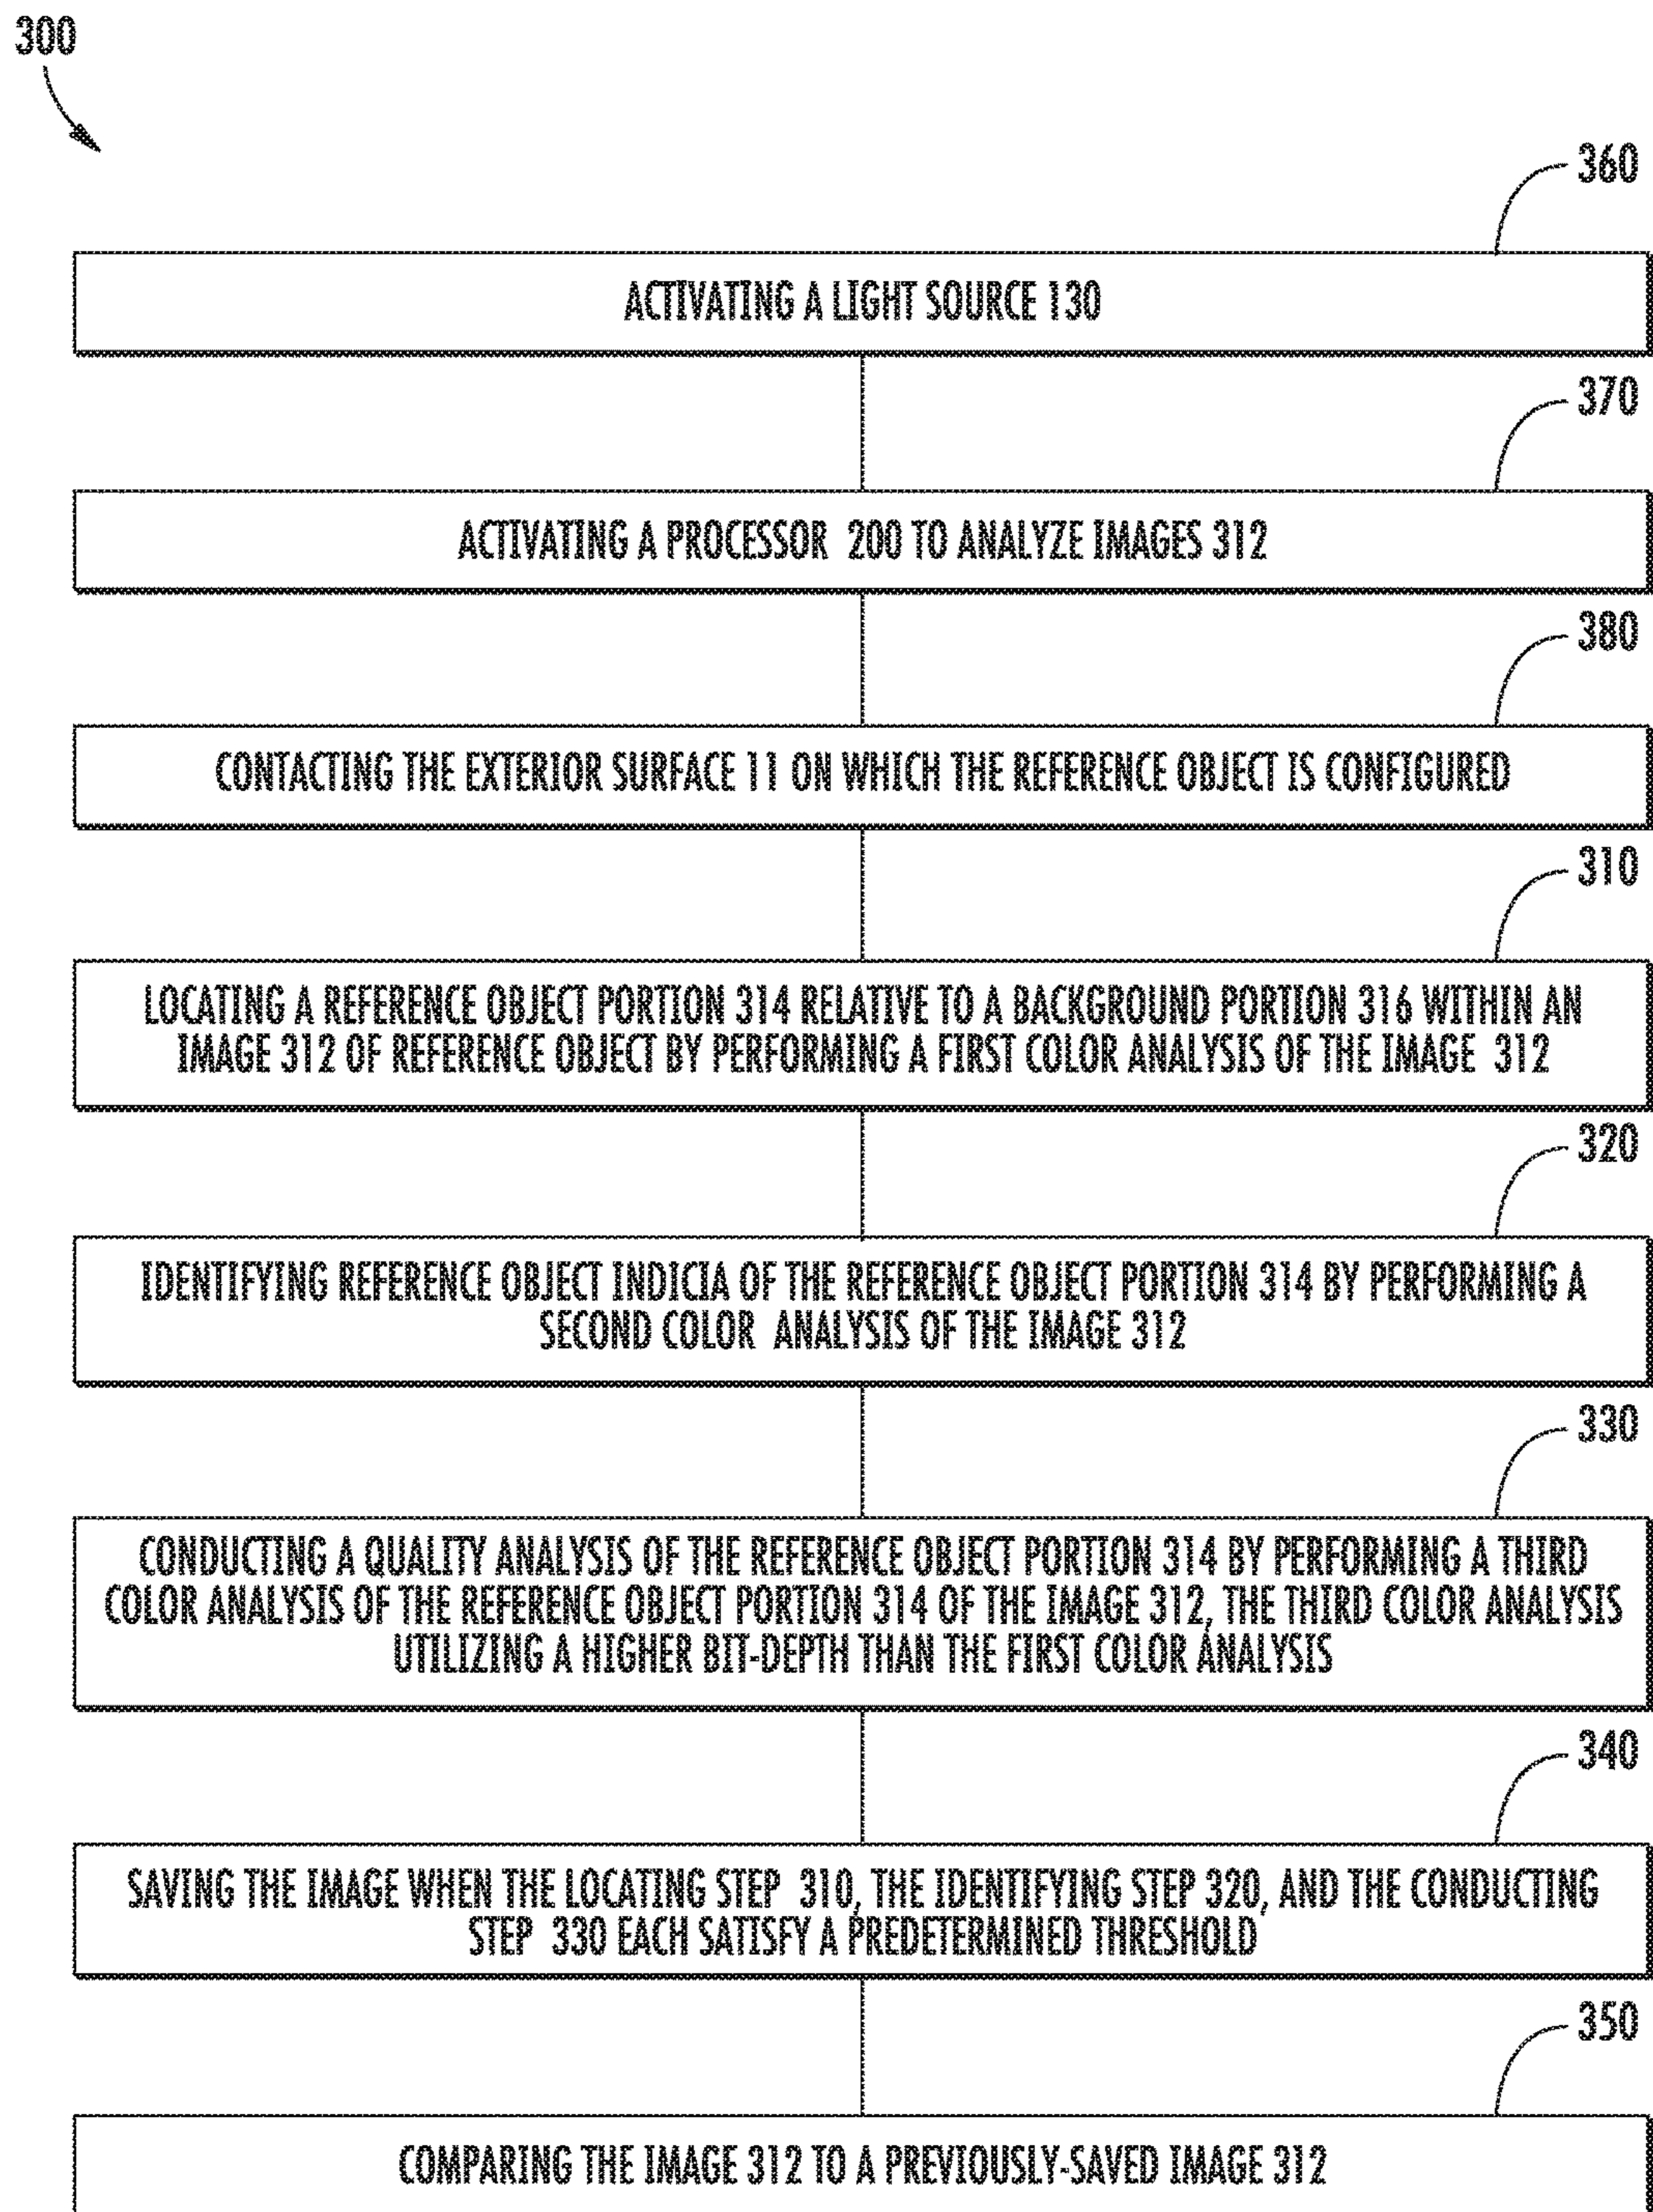 300
360
ACTIVATING A LIGHT SOURCE 130
370
ACTIVATING A PROCESSOR 200 TO ANALYZE IMAGES 312
380
CONTACTING THE EXTERIOR SURFACE 11 ON WHICH THE REFERENCE OBJECT IS CONFIGURED
310
LOCATING A REFERENCE OBJECT PORTION 314 RELATIVE TO A BACKGROUND PORTION 316 WITHIN AN
IMAGE 312 OF REFERENCE OBJECT BY PERFORMING A FIRST COLOR ANALYSIS OF THE IMAGE 312
320
IDENTIFYING REFERENCE OBJECT INDICIA OF THE REFERENCE OBJECT PORTION 314 BY PERFORMING A
SECOND COLOR ANALYSIS OF THE IMAGE 312
330
CONDUCTING A QUALITY ANALYSIS OF THE REFERENCE OBJECT PORTION 314 BY PERFORMING A THIRD
COLOR ANALYSIS OF THE REFERENCE OBJECT PORTION 314 OF THE IMAGE 312, THE THIRD COLOR ANALYSIS
UTILIZING A HIGHER BIT-DEPTH THAN THE FIRST COLOR ANALYSIS
340
SAVING THE IMAGE WHEN THE LOCATING STEP 310, THE IDENTIFYING STEP 320, AND THE CONDUCTING
STEP 330 EACH SATISFY A PREDETERMINED THRESHOLD
350
COMPARING THE IMAGE 312 TO A PREVIOUSLY-SAVED IMAGE 312